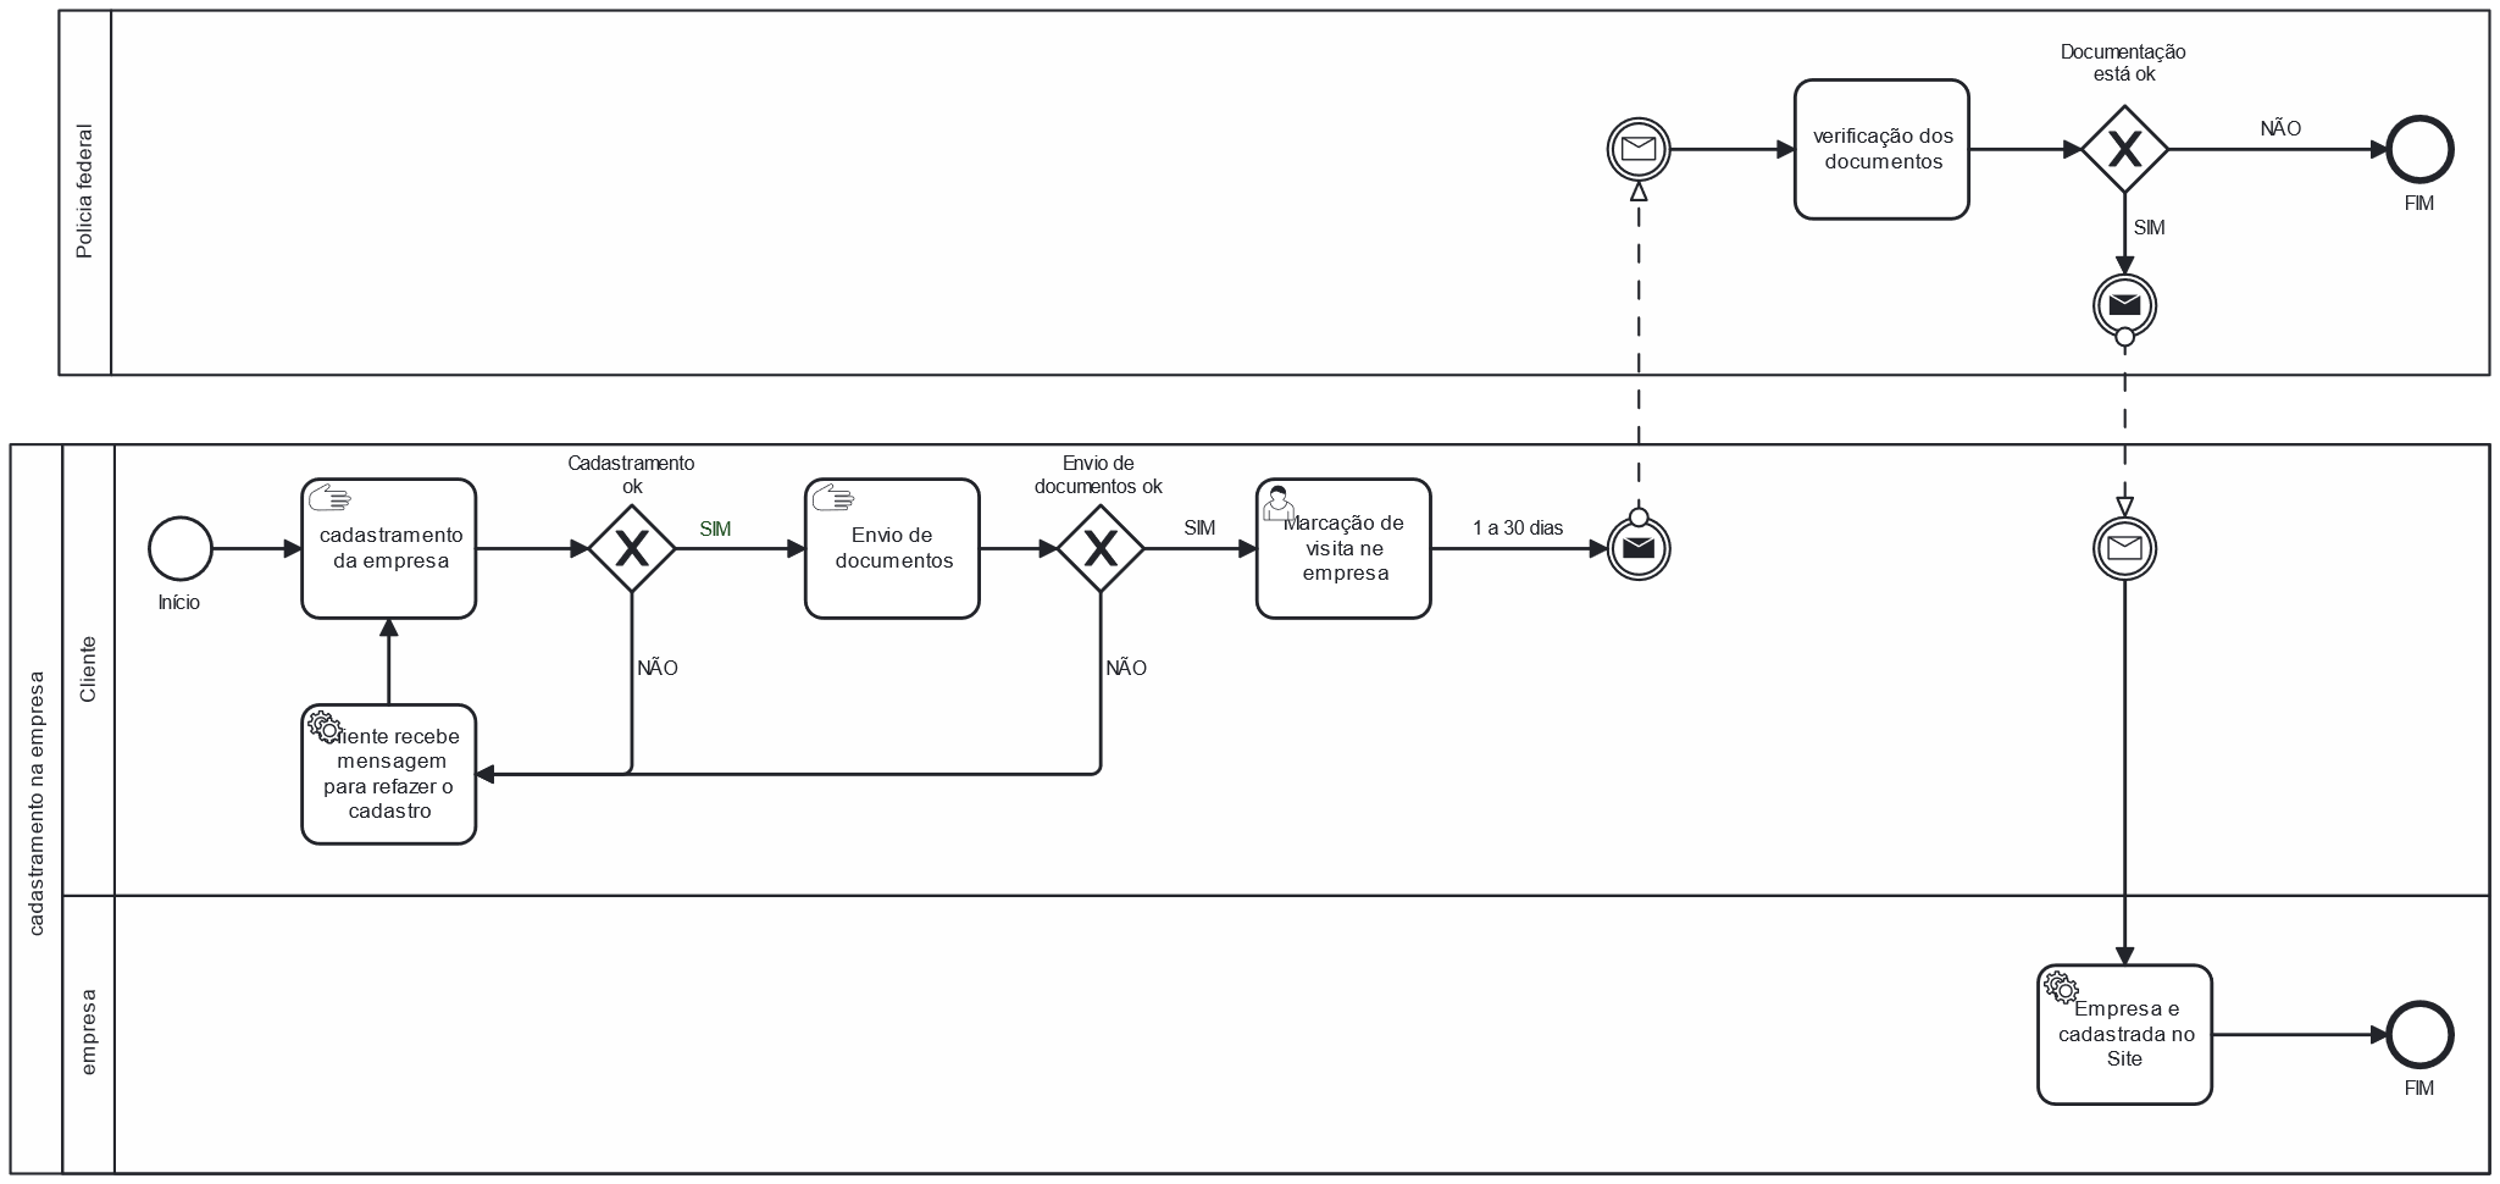 Policia federal
Documentação
está ok
verificação dos
documentos
NÃO
FIM
SIM
cadastramento na empresa
Cliente
Início
cadastramento
da empresa
Cadastramento
ok
SIM
NÃO
Envio de
documentos
Envio de
documentos ok
SIM
NÃO
Marcação de
visita ne
empresa
1 a 30 dias
liente recebe
mensagem
para refazer o
cadastro
empresa
Empresa e
cadastrada no
Site
FIM